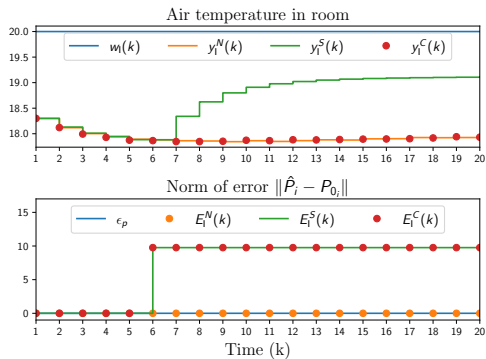 Air temperature in room
20.0
19.5
19.0
18.5
18.0
w_I(k) y_I^N(k) y_I^S(k) y_I^C(k)
1 2 3 4 5 6 7 8 9 10 11 12 13 14 15 16 17 18 19 20
Norm of error ‖P̂_i − P_{0_i}‖
15
10
5
0
ϵ_p E_I^N(k) E_I^S(k) E_I^C(k)
1 2 3 4 5 6 7 8 9 10 11 12 13 14 15 16 17 18 19 20
Time (k)